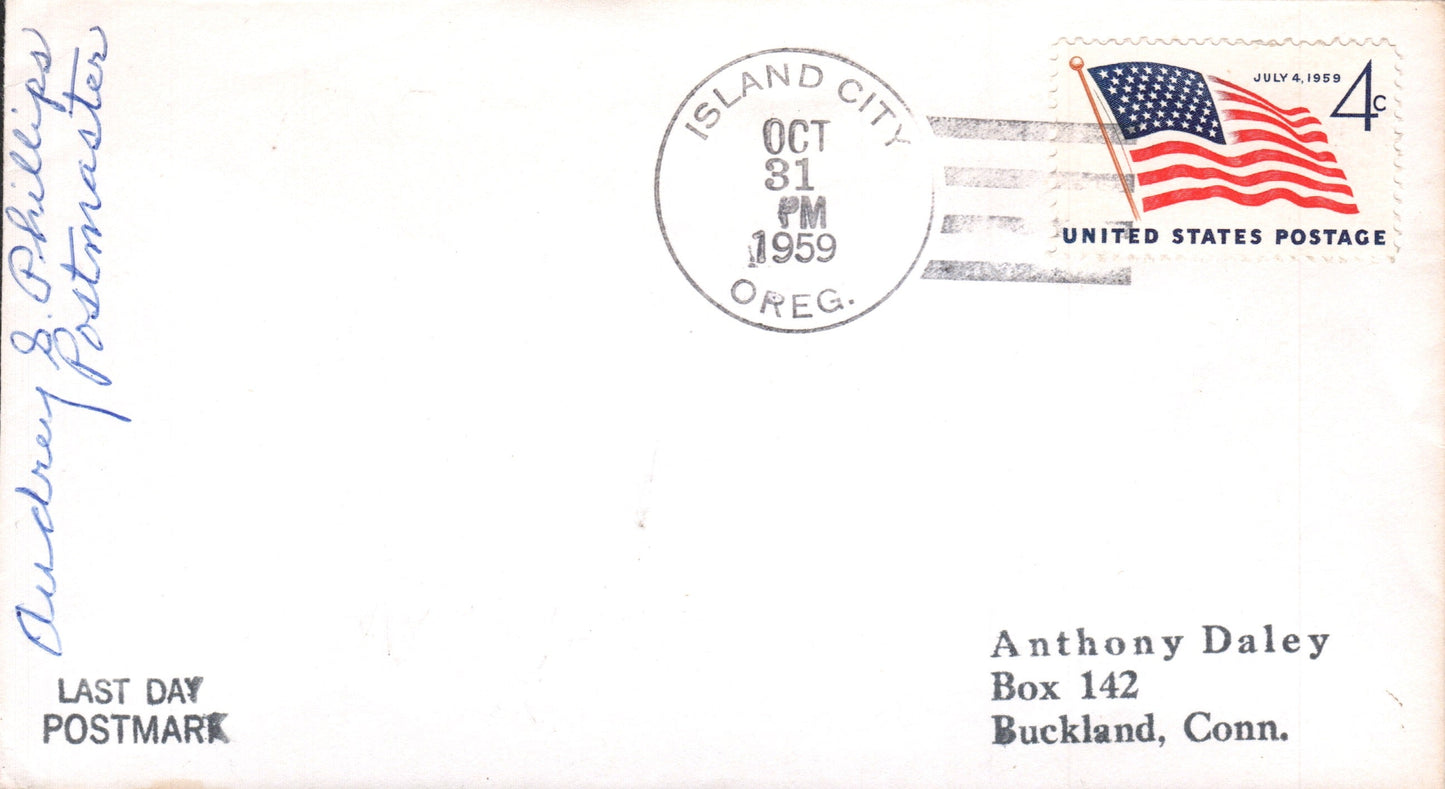 Audrey S. Phillips
Postmaster
ISLAND CITY
OCT
31
PM
1959
OREG.
JULY 4, 1959
4c
UNITED STATES POSTAGE
Anthony Daley
Box 142
Buckland, Conn.
LAST DAY
POSTMARK